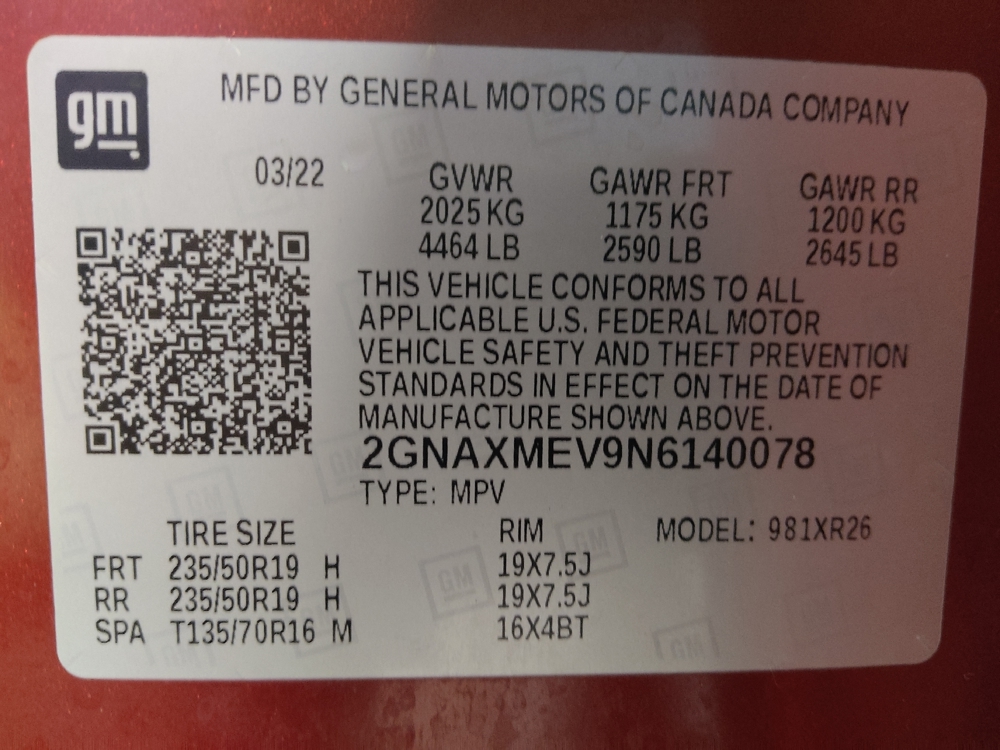 gm
MFD BY GENERAL MOTORS OF CANADA COMPANY
03/22 GVWR GAWR FRT GAWR RR
2025 KG 1175 KG 1200 KG
4464 LB 2590 LB 2645 LB
THIS VEHICLE CONFORMS TO ALL
APPLICABLE U.S. FEDERAL MOTOR
VEHICLE SAFETY AND THEFT PREVENTION
STANDARDS IN EFFECT ON THE DATE OF
MANUFACTURE SHOWN ABOVE.
2GNAXMEV9N6140078
TYPE: MPV
TIRE SIZE RIM MODEL: 981XR26
FRT 235/50R19 H 19X7.5J
RR 235/50R19 H 19X7.5J
SPA T135/70R16 M 16X4BT